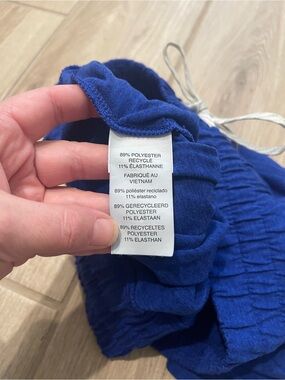 89% POLYESTER
RECYCLÉ
11% ÉLASTHANNE
FABRIQUÉ AU
VIETNAM
89% poliéster reciclado
11% elastano
89% GERECYCLEERD
POLYESTER
11% ELASTAAN
89% RECYCELTES
POLYESTER
11% ELASTHAN